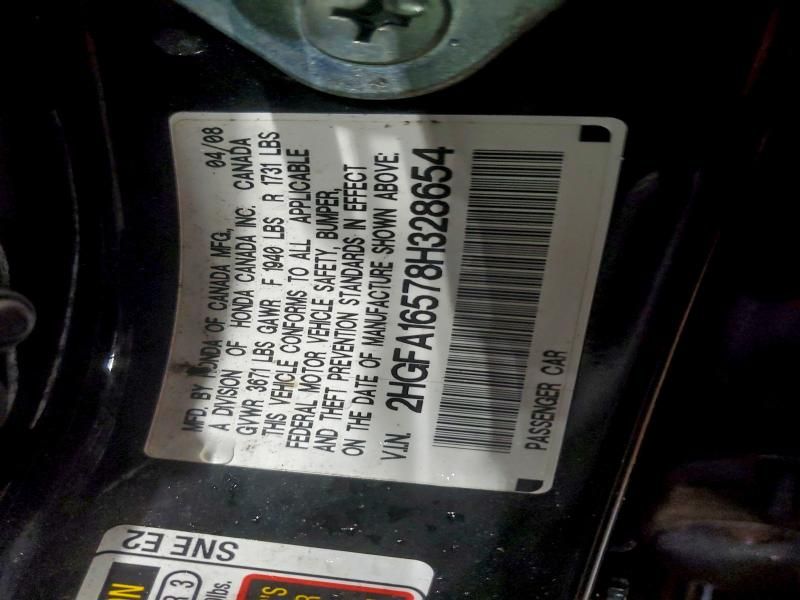 MFD. BY HONDA OF CANADA MFG., 04/08
A DIVISION OF HONDA CANADA INC. CANADA
GVWR 3671 LBS GAWR F 1940 LBS R 1731 LBS
THIS VEHICLE CONFORMS TO ALL APPLICABLE
FEDERAL MOTOR VEHICLE SAFETY, BUMPER,
AND THEFT PREVENTION STANDARDS IN EFFECT
ON THE DATE OF MANUFACTURE SHOWN ABOVE:
V.I.N. 2HGFA16578H328654
PASSENGER CAR
SNE E2
R 3
lbs.